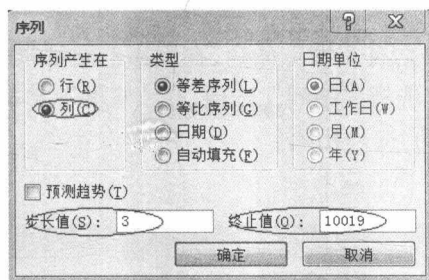 序列
序列产生在 类型 日期单位
行(R) 等差序列(L) 日(A)
列(C) 等比序列(G) 工作日(W)
日期(D) 月(M)
自动填充(F) 年(Y)
预测趋势(T)
步长值(S): 3 终止值(O): 10019
确定 取消